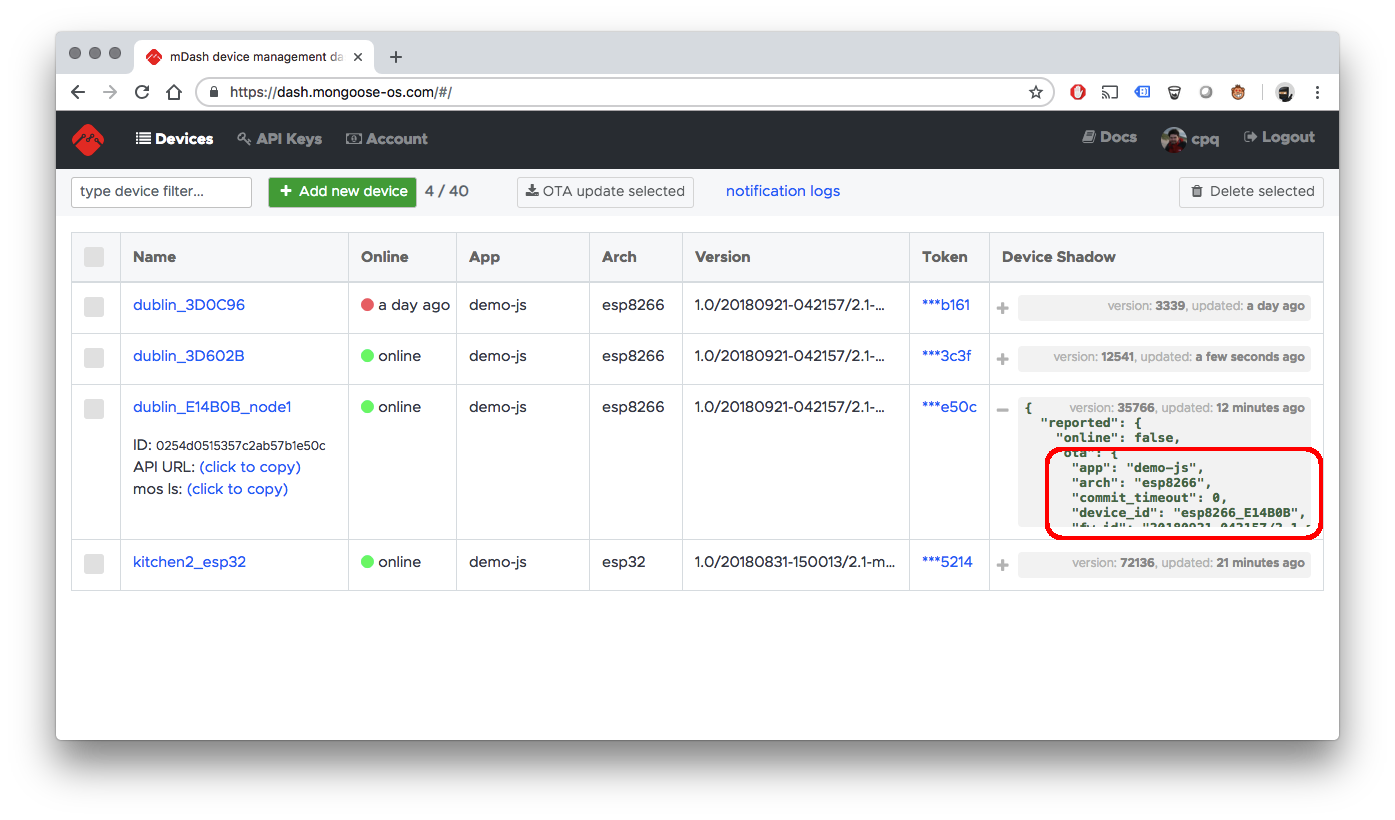 mDash device management da
https://dash.mongoose-os.com/#/
Devices API Keys Account Docs cpq Logout
type device filter... + Add new device 4 / 40 OTA update selected notification logs Delete selected
Name Online App Arch Version Token Device Shadow
dublin_3D0C96 a day ago demo-js esp8266 1.0/20180921-042157/2.1-... ***b161 + version: 3339, updated: a day ago
dublin_3D602B online demo-js esp8266 1.0/20180921-042157/2.1-... ***3c3f + version: 12541, updated: a few seconds ago
dublin_E14B0B_node1 online demo-js esp8266 1.0/20180921-042157/2.1-... ***e50c − { version: 35766, updated: 12 minutes ago
"reported": {
"online": false,
"ota": {
ID: 0254d0515357c2ab57b1e50c
API URL: (click to copy)
mos ls: (click to copy)
"app": "demo-js",
"arch": "esp8266",
"commit_timeout": 0,
"device_id": "esp8266_E14B0B",
"fw_id": "20180921-042157/2.1-
kitchen2_esp32 online demo-js esp32 1.0/20180831-150013/2.1-m... ***5214 + version: 72136, updated: 21 minutes ago